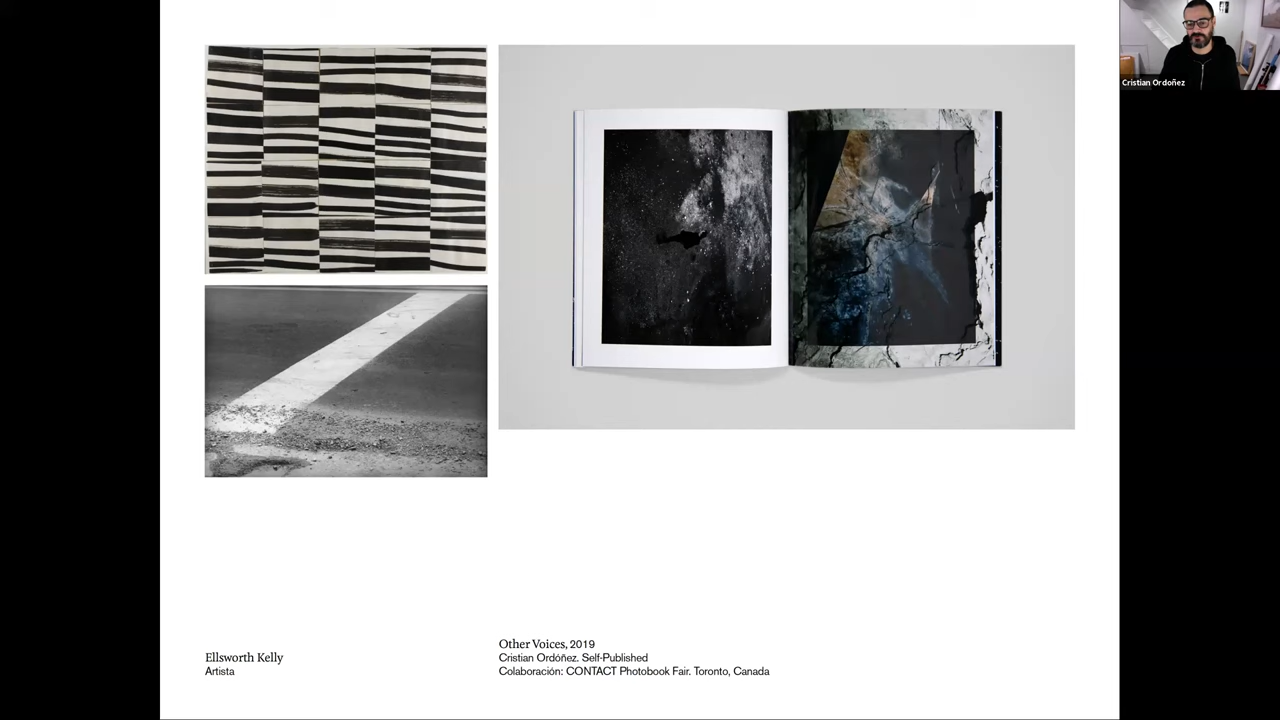 Cristian Ordoñez
Ellsworth Kelly
Artista
Other Voices, 2019
Cristian Ordóñez. Self-Published
Colaboración: CONTACT Photobook Fair. Toronto, Canada